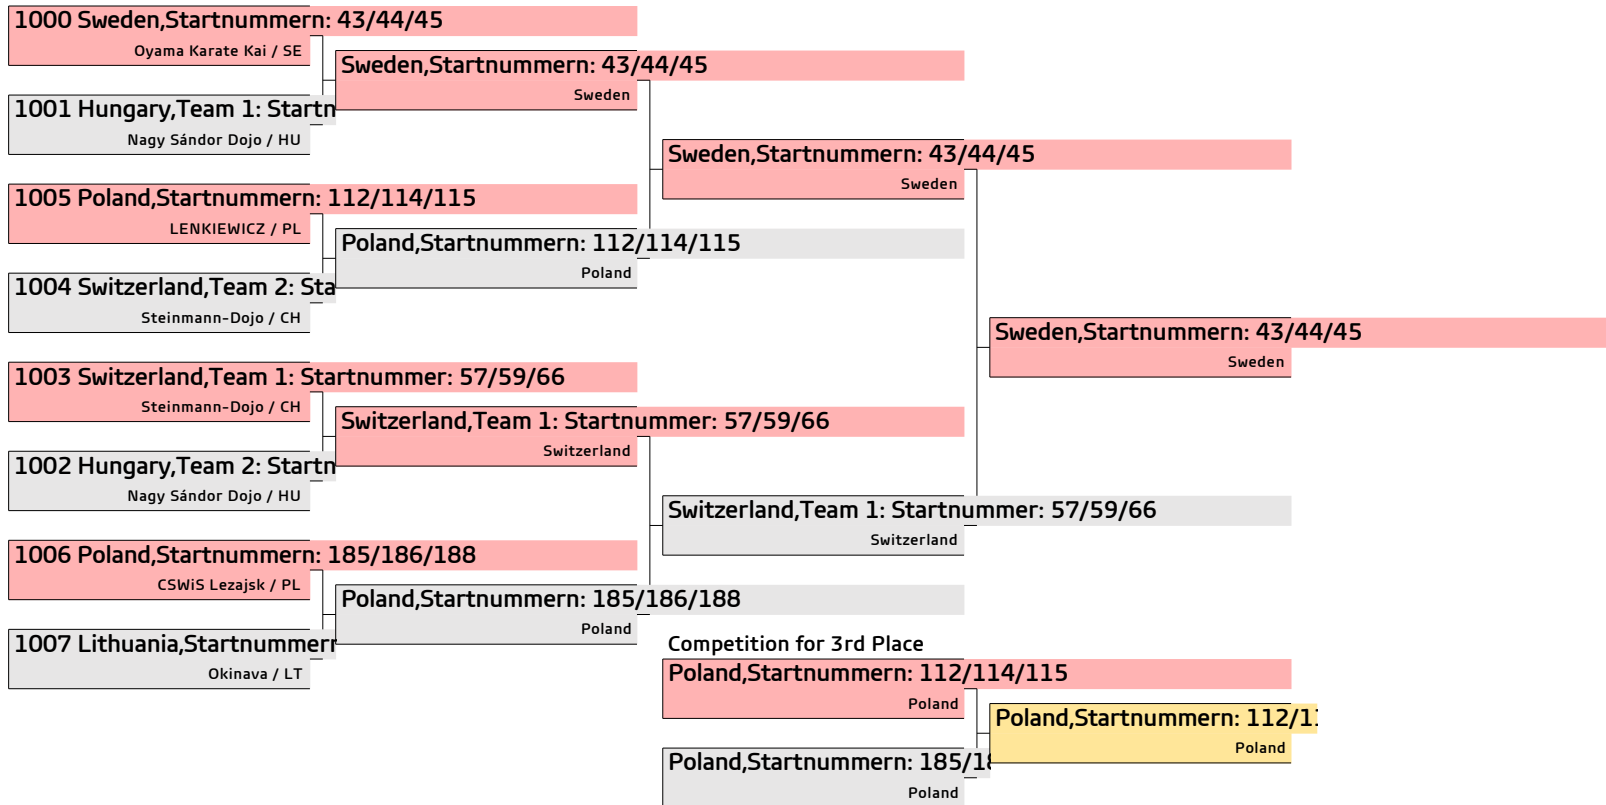 1000 Sweden,Startnummern: 43/44/45
Oyama Karate Kai / SE
Sweden,Startnummern: 43/44/45
Sweden
1001 Hungary,Team 1: Startn
Nagy Sándor Dojo / HU
Sweden,Startnummern: 43/44/45
Sweden
1005 Poland,Startnummern: 112/114/115
LENKIEWICZ / PL
Poland,Startnummern: 112/114/115
Poland
1004 Switzerland,Team 2: Sta
Steinmann-Dojo / CH
Sweden,Startnummern: 43/44/45
Sweden
1003 Switzerland,Team 1: Startnummer: 57/59/66
Steinmann-Dojo / CH
Switzerland,Team 1: Startnummer: 57/59/66
Switzerland
1002 Hungary,Team 2: Startn
Nagy Sándor Dojo / HU
Switzerland,Team 1: Startnummer: 57/59/66
Switzerland
1006 Poland,Startnummern: 185/186/188
CSWiS Lezajsk / PL
Poland,Startnummern: 185/186/188
Poland
1007 Lithuania,Startnummern
Okinava / LT
Competition for 3rd Place
Poland,Startnummern: 112/114/115
Poland
Poland,Startnummern: 112/11
Poland
Poland,Startnummern: 185/18
Poland